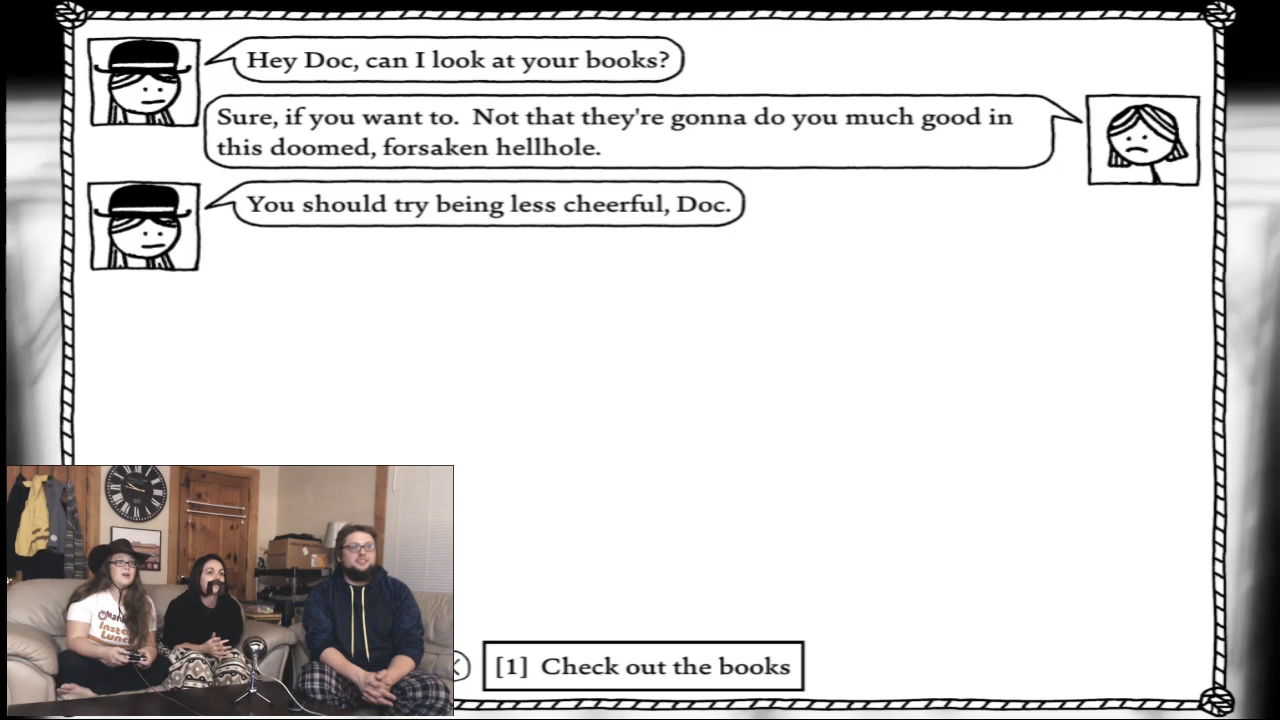 Hey Doc, can I look at your books?
Sure, if you want to. Not that they're gonna do you much good in
this doomed, forsaken hellhole.
You should try being less cheerful, Doc.
[1] Check out the books